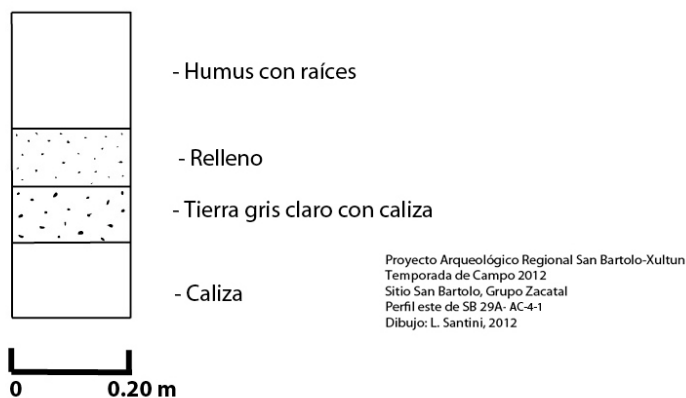 - Humus con raíces
- Relleno
- Tierra gris claro con caliza
- Caliza
Proyecto Arqueológico Regional San Bartolo-Xultun
Temporada de Campo 2012
Sitio San Bartolo, Grupo Zacatal
Perfil este de SB 29A- AC-4-1
Dibujo: L. Santini, 2012
0 0.20 m